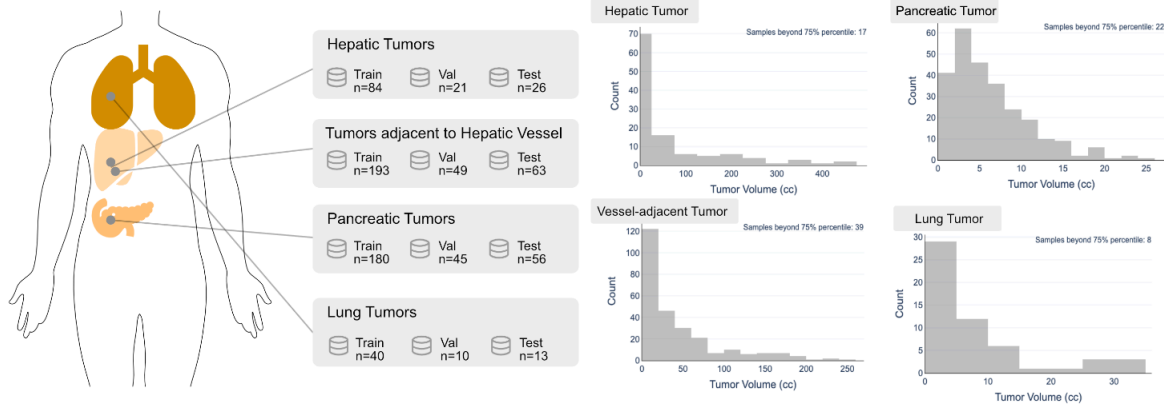 Hepatic Tumors
Train Val Test
n=84 n=21 n=26
Tumors adjacent to Hepatic Vessel
Train Val Test
n=193 n=49 n=63
Pancreatic Tumors
Train Val Test
n=180 n=45 n=56
Lung Tumors
Train Val Test
n=40 n=10 n=13
Hepatic Tumor
Samples beyond 75% percentile: 17
Count
70
60
50
40
30
20
10
0
0 100 200 300 400
Tumor Volume (cc)
Pancreatic Tumor
Samples beyond 75% percentile: 22
Count
60
50
40
30
20
10
0
0 5 10 15 20 25
Tumor Volume (cc)
Vessel-adjacent Tumor
Samples beyond 75% percentile: 39
Count
120
100
80
60
40
20
0
0 50 100 150 200 250
Tumor Volume (cc)
Lung Tumor
Samples beyond 75% percentile: 8
Count
30
25
20
15
10
5
0
0 10 20 30
Tumor Volume (cc)